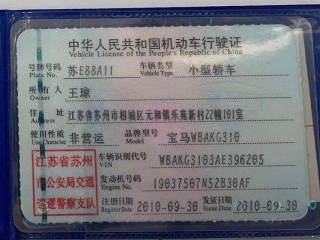 中华人民共和国机动车行驶证
Vehicle License of the People's Republic of China
号牌号码 苏E88A11 车辆类型 小型轿车
Plate No. Vehicle Type
所有人 王琼
Owner
住址 江苏省苏州市相城区元和镇乐苑新村22幢101室
Address
使用性质 非营运 品牌型号 宝马WBAKG310
Use Character Model
江苏省苏州 车辆识别代号 WBAKG3103AE396205
VIN
市公安局交通 发动机号码 19037507N52B30AF
Engine No.
巡逻警察支队 注册日期 2010-09-30 发证日期 2010-09-30
Register Date Issue Date